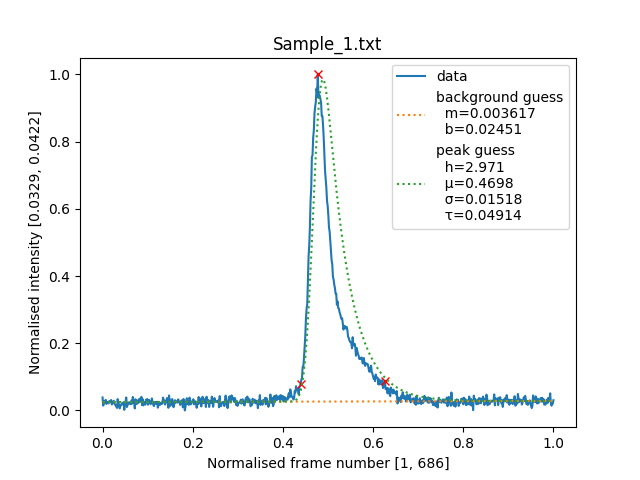 Sample_1.txt
1.0
0.8
0.6
0.4
0.2
0.0
Normalised intensity [0.0329, 0.0422]
data
background guess
m=0.003617
b=0.02451
peak guess
h=2.971
μ=0.4698
σ=0.01518
τ=0.04914
0.0 0.2 0.4 0.6 0.8 1.0
Normalised frame number [1, 686]